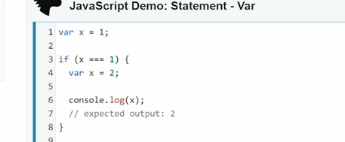 JavaScript Demo: Statement - Var
1 var x = 1;
2
3 if (x === 1) {
4 var x = 2;
5
6 console.log(x);
7 // expected output: 2
8 }
9